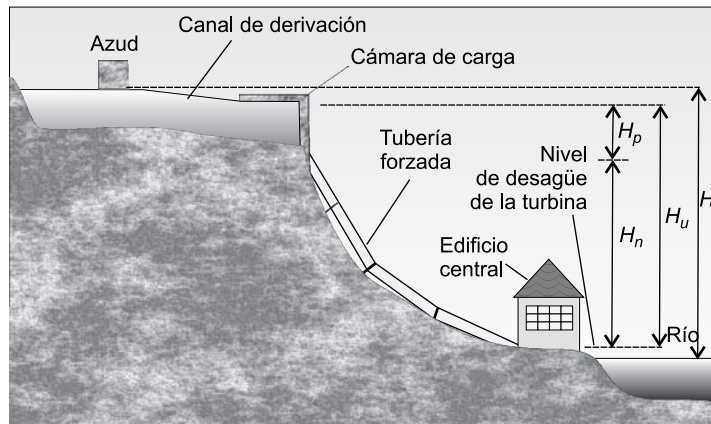 Canal de derivación
Azud
Cámara de carga
Tubería
forzada
Nivel
de desagüe
de la turbina
Edificio
central
Hp
Hn
Hu
H
Río